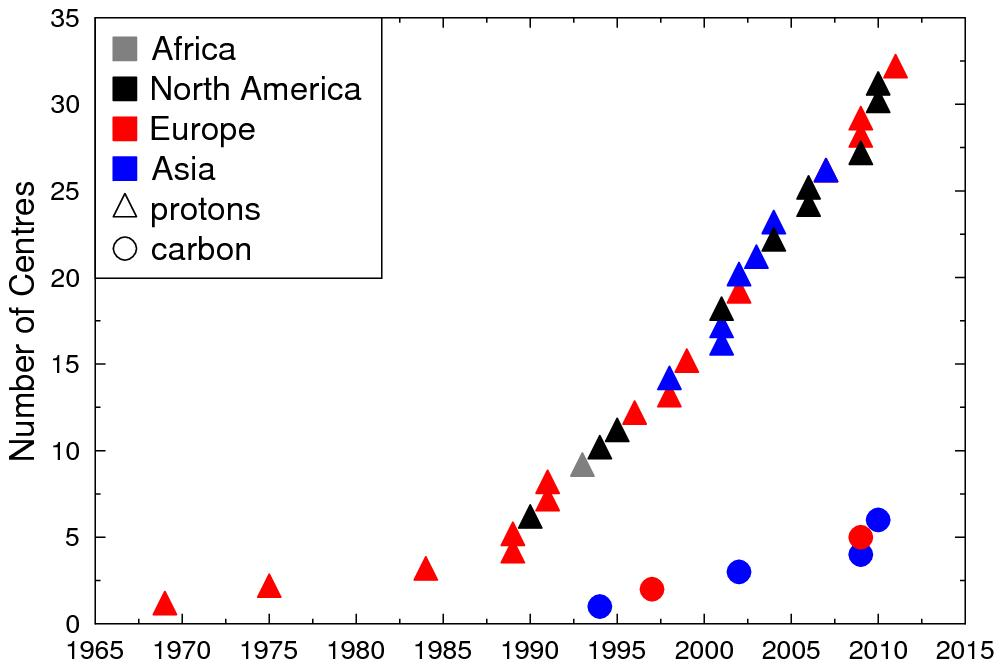 35
30
25
20
15
10
5
0
Number of Centres
Africa
North America
Europe
Asia
protons
carbon
1965 1970 1975 1980 1985 1990 1995 2000 2005 2010 2015